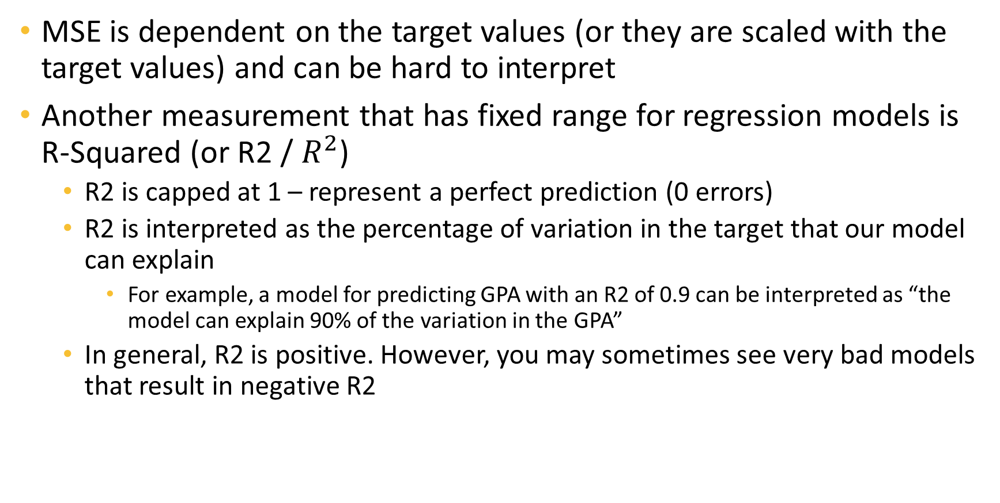 • MSE is dependent on the target values (or they are scaled with the
target values) and can be hard to interpret
• Another measurement that has fixed range for regression models is
R-Squared (or R2 / 𝑅²)
• R2 is capped at 1 – represent a perfect prediction (0 errors)
• R2 is interpreted as the percentage of variation in the target that our model
can explain
• For example, a model for predicting GPA with an R2 of 0.9 can be interpreted as “the
model can explain 90% of the variation in the GPA”
• In general, R2 is positive. However, you may sometimes see very bad models
that result in negative R2